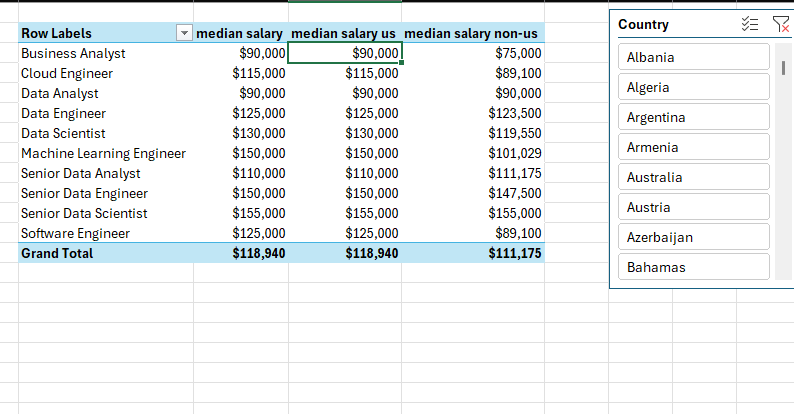 Row Labels median salary median salary us median salary non-us
Business Analyst $90,000 $90,000 $75,000
Cloud Engineer $115,000 $115,000 $89,100
Data Analyst $90,000 $90,000 $90,000
Data Engineer $125,000 $125,000 $123,500
Data Scientist $130,000 $130,000 $119,550
Machine Learning Engineer $150,000 $150,000 $101,029
Senior Data Analyst $110,000 $110,000 $111,175
Senior Data Engineer $150,000 $150,000 $147,500
Senior Data Scientist $155,000 $155,000 $155,000
Software Engineer $125,000 $125,000 $89,100
Grand Total $118,940 $118,940 $111,175
Country
Albania
Algeria
Argentina
Armenia
Australia
Austria
Azerbaijan
Bahamas